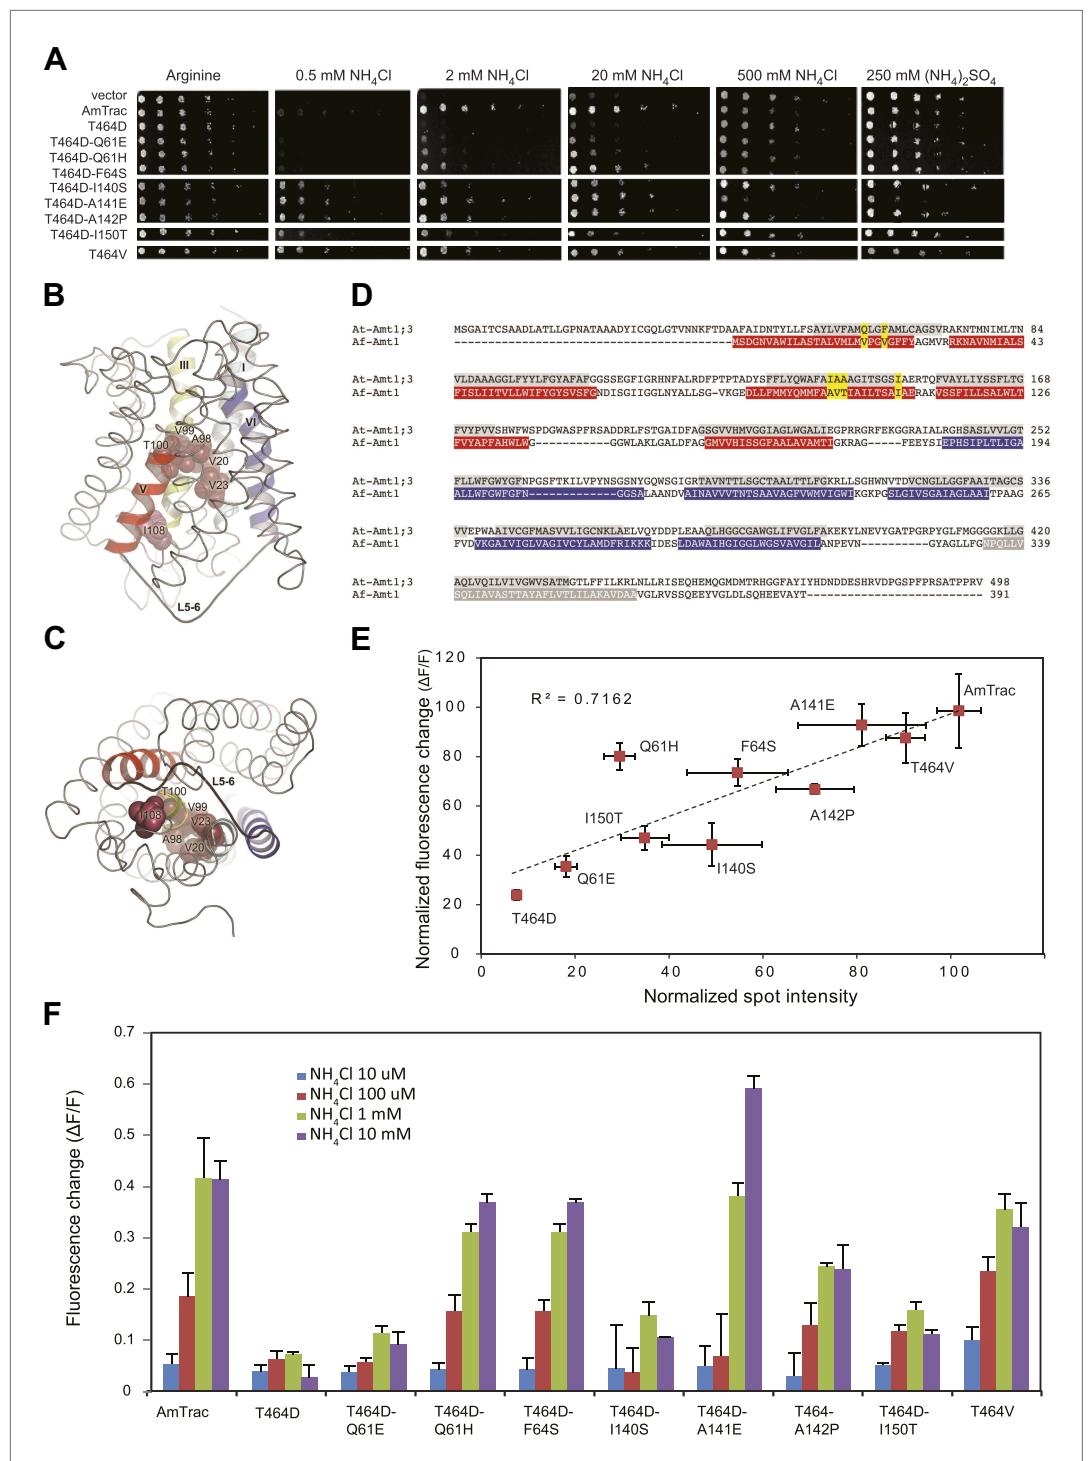 A
Arginine
0.5 mM NH4Cl
2 mM NH4Cl
20 mM NH4Cl
500 mM NH4Cl
250 mM (NH4)2SO4
vector
AmTrac
T464D
T464D-Q61E
T464D-Q61H
T464D-F64S
T464D-I140S
T464D-A141E
T464D-A142P
T464D-I150T
T464V
B
III
I
VI
V99
A98
T100
V20
V23
V
I108
L5-6
C
L5-6
T100
I108
V99
V23
A98
V20
D
At-Amt1;3 MSGAITCSAADLATLLGPNATAAADYICGQLGTVNNKFTDAAFAIDNTYLLFSAYLVFAMQLGFAMLCAGSVRAKNTMNIMLTN 84
Af-Amt1 -----------------------------------------MSDGNVAWILASTALVMLMVPGVGFFYAGMVRRKNAVNMIALS 43
At-Amt1;3 VLDAAAGGLFYYLFGYAFAFGGSSEGFIGRHNFALRDFPTPTADYSFFLYQWAFAIAAAGITSGSIAERTQFVAYLIYSSFLTG 168
Af-Amt1 FISLIITVLLWIFYGYSVSFGNDISGIIGGLNYALLSG-VKGEDLLFMMYQMMFAAVTIAILTSAIAERAKVSSFILLSALWLT 126
At-Amt1;3 FVYPVVSHWFWSPDGWASPFRSADDRLFSTGAIDFAGSGVVHMVGGIAGLWGALIEGPRRGRFEKGGRAIALRGHSASLVVLGT 252
Af-Amt1 FVYAPFAHWLWG----------GGWLAKLGALDFAGGMVVHISSGFAALAVAMTIGKRAG-----FEEYSIEPHSIPLTLIGA 194
At-Amt1;3 FLLWFGWYGFNPGSFTKILVPYNSGSNYGQWSGIGRTAVNTTLSGCTAALTTLFGKRLLSGHWNVTDVCNGLLGGFAAITAGCS 336
Af-Amt1 ALLWFGWFGFN-------------GGSALAANDVAINAVVVTNTSAAVAGFVWMVIGWIKGKPGSLGIVSGAIAGLAAITPAAG 265
At-Amt1;3 VVEPWAAIVCGFMASVVLIGCNKLAELVQYDDPLEAAQLHGGCGAWGLIFVGLFAKEKYLNEVYGATPGRPYGLFMGGGGKLLG 420
Af-Amt1 FVDVKGAIVIGLVAGIVCYLAMDFRIKKKIDESLDAWAIHGIGGLWGSVAVGILANPEVN----------GYAGLLFGNPQLLV 339
At-Amt1;3 AQLVQILVIVGWVSATMGTLFFILKRLNLLRISEQHEMQGMDMTRHGGFAYIYHDNDDESHRVDPGSPFPRSATPPRV 498
Af-Amt1 SQLIAVASTTAYAFLVTLILAKAVDAAVGLRVSSQEEYVGLDLSQHEEVAYT-------------------------- 391
E
R² = 0.7162
Normalized fluorescence change (ΔF/F)
120
100
80
60
40
20
0
AmTrac
A141E
T464V
Q61H
F64S
A142P
I150T
I140S
Q61E
T464D
0 20 40 60 80 100
Normalized spot intensity
F
Fluorescence change (ΔF/F)
0.7
0.6
0.5
0.4
0.3
0.2
0.1
0
NH4Cl 10 uM
NH4Cl 100 uM
NH4Cl 1 mM
NH4Cl 10 mM
AmTrac
T464D
T464D-
Q61E
T464D-
Q61H
T464D-
F64S
T464D-
I140S
T464D-
A141E
T464-
A142P
T464D-
I150T
T464V